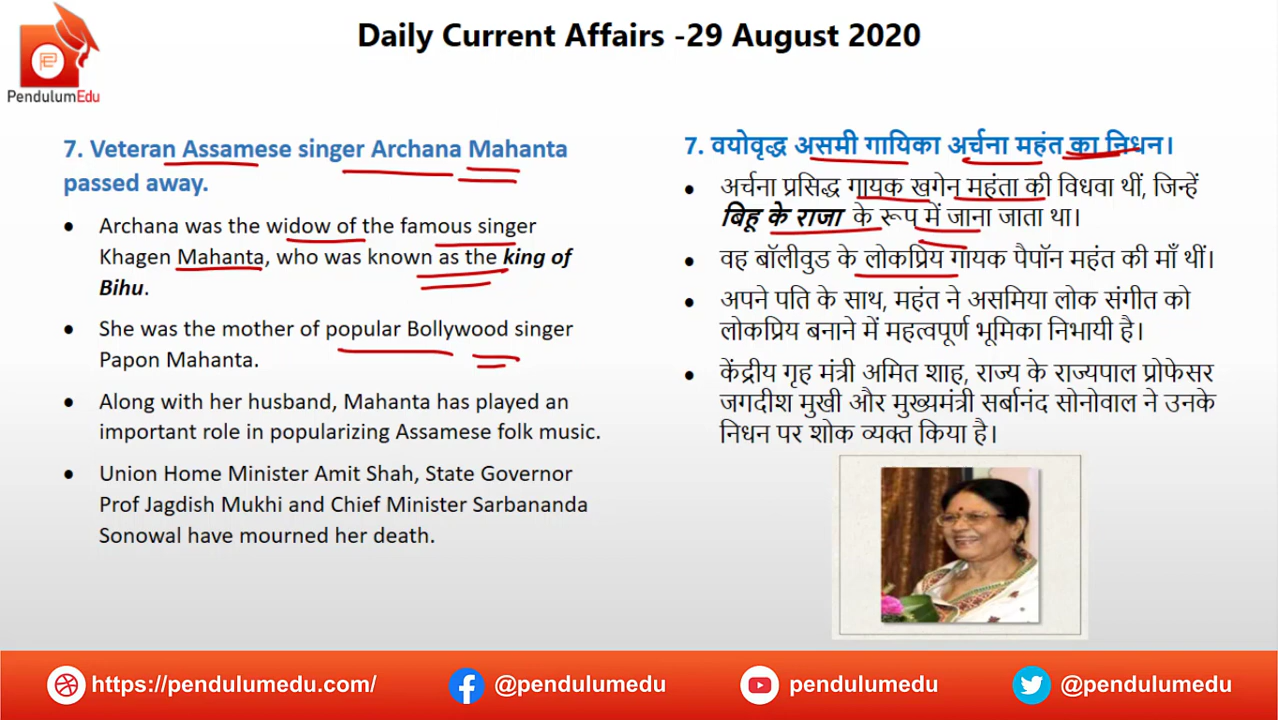 Daily Current Affairs -29 August 2020
PendulumEdu
7. Veteran Assamese singer Archana Mahanta
passed away.
• Archana was the widow of the famous singer
Khagen Mahanta, who was known as the king of
Bihu.
• She was the mother of popular Bollywood singer
Papon Mahanta.
• Along with her husband, Mahanta has played an
important role in popularizing Assamese folk music.
• Union Home Minister Amit Shah, State Governor
Prof Jagdish Mukhi and Chief Minister Sarbananda
Sonowal have mourned her death.
7. वयोवृद्ध असमी गायिका अर्चना महंत का निधन।
• अर्चना प्रसिद्ध गायक खगेन महंता की विधवा थीं, जिन्हें
बिहू के राजा के रूप में जाना जाता था।
• वह बॉलीवुड के लोकप्रिय गायक पैपॉन महंत की माँ थीं।
• अपने पति के साथ, महंत ने असमिया लोक संगीत को
लोकप्रिय बनाने में महत्वपूर्ण भूमिका निभायी है।
• केंद्रीय गृह मंत्री अमित शाह, राज्य के राज्यपाल प्रोफेसर
जगदीश मुखी और मुख्यमंत्री सर्बानंद सोनोवाल ने उनके
निधन पर शोक व्यक्त किया है।
https://pendulumedu.com/
@pendulumedu
pendulumedu
@pendulumedu